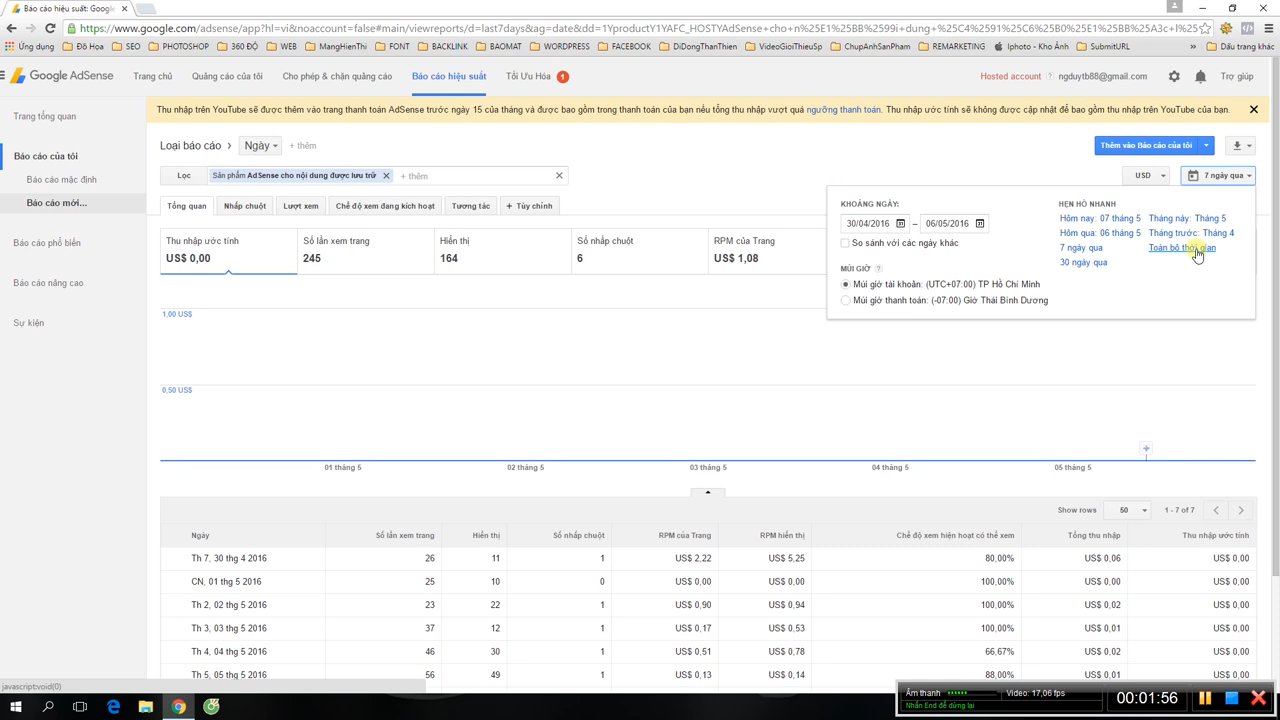 Báo cáo hiệu suất: Google
https://www.google.com/adsense/app?hl=vi&noaccount=false#main/viewreports/d=last7days&ag=date&dd=1YproductY1YAFC_HOSTYAdSense+cho+n%25E1%25BB%2599i+dung+%25C4%2591%25C6%25B0%25E1%25BB%25A3c+l
Ứng dụng
Đồ Họa
SEO
PHOTOSHOP
360 ĐỘ
WEB
MangHienThi
FONT
BACKLINK
BAOMAT
WORDPRESS
FACEBOOK
DiDongThanThien
VideoGioiThieuSp
ChupAnhSanPham
REMARKETING
Iphoto - Kho Ảnh
SubmitURL
»
Dấu trang khác
Google AdSense
Trang chủ
Quảng cáo của tôi
Cho phép & chặn quảng cáo
Báo cáo hiệu suất
Tối Ưu Hóa 1
Hosted account
ngduytb88@gmail.com
Trợ giúp
Thu nhập trên YouTube sẽ được thêm vào trang thanh toán AdSense trước ngày 15 của tháng và được bao gồm trong thanh toán của bạn nếu tổng thu nhập vượt quá ngưỡng thanh toán. Thu nhập ước tính sẽ không được cập nhật để bao gồm thu nhập trên YouTube của bạn.
Trang tổng quan
Báo cáo của tôi
Báo cáo mặc định
Báo cáo mới...
Báo cáo phổ biến
Báo cáo nâng cao
Sự kiện
Loại báo cáo › Ngày + thêm
Thêm vào Báo cáo của tôi
Lọc Sản phẩm AdSense cho nội dung được lưu trữ + thêm
USD
7 ngày qua
Tổng quan Nhấp chuột Lượt xem Chế độ xem đang kích hoạt Tương tác + Tùy chỉnh
Thu nhập ước tính Số lần xem trang Hiển thị Số nhấp chuột RPM của Trang
US$ 0,00 245 164 6 US$ 1,08
KHOẢNG NGÀY:
30/04/2016 – 06/05/2016
So sánh với các ngày khác
MÚI GIỜ ?
Múi giờ tài khoản: (UTC+07:00) TP Hồ Chí Minh
Múi giờ thanh toán: (-07:00) Giờ Thái Bình Dương
HẸN HÒ NHANH
Hôm nay: 07 tháng 5 Tháng này: Tháng 5
Hôm qua: 06 tháng 5 Tháng trước: Tháng 4
7 ngày qua Toàn bộ thời gian
30 ngày qua
1,00 US$
0,50 US$
01 tháng 5 02 tháng 5 03 tháng 5 04 tháng 5 05 tháng 5
Show rows 50 1 - 7 of 7
Ngày Số lần xem trang Hiển thị Số nhấp chuột RPM của Trang RPM hiển thị Chế độ xem hiện hoạt có thể xem Tổng thu nhập Thu nhập ước tính
Th 7, 30 thg 4 2016 26 11 1 US$ 2,22 US$ 5,25 80,00% US$ 0,06 US$ 0,00
CN, 01 thg 5 2016 25 10 0 US$ 0,00 US$ 0,00 100,00% US$ 0,00 US$ 0,00
Th 2, 02 thg 5 2016 23 22 1 US$ 0,90 US$ 0,94 100,00% US$ 0,02 US$ 0,00
Th 3, 03 thg 5 2016 37 12 1 US$ 0,17 US$ 0,53 100,00% US$ 0,01 US$ 0,00
Th 4, 04 thg 5 2016 46 30 1 US$ 0,51 US$ 0,78 66,67% US$ 0,02 US$ 0,00
Th 5, 05 thg 5 2016 56 49 1 US$ 0,13 US$ 0,14 88,00% US$ 0,01 US$ 0,00
javascript:void(0)
Âm thanh Video: 17,06 fps
Nhấn End để dừng lại
00:01:56